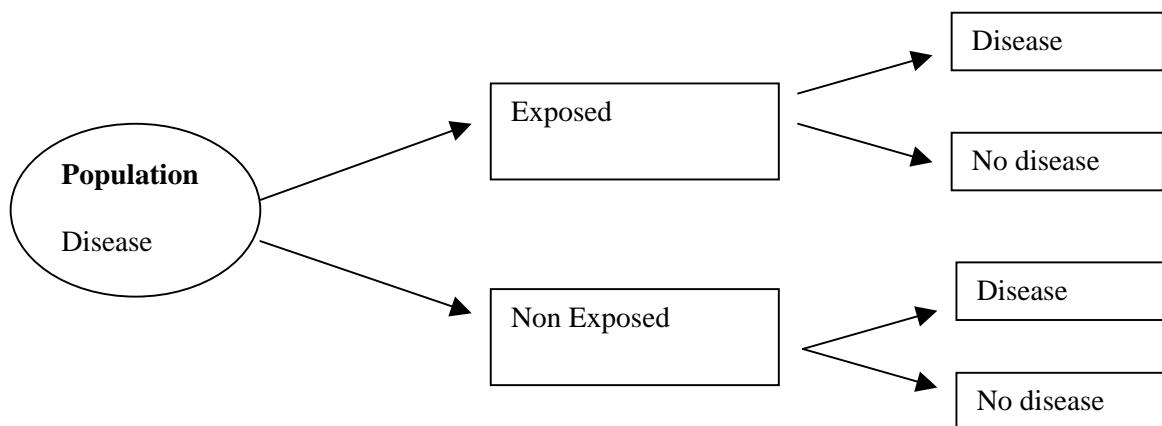 Population
Disease
Exposed
Non Exposed
Disease
No disease
Disease
No disease